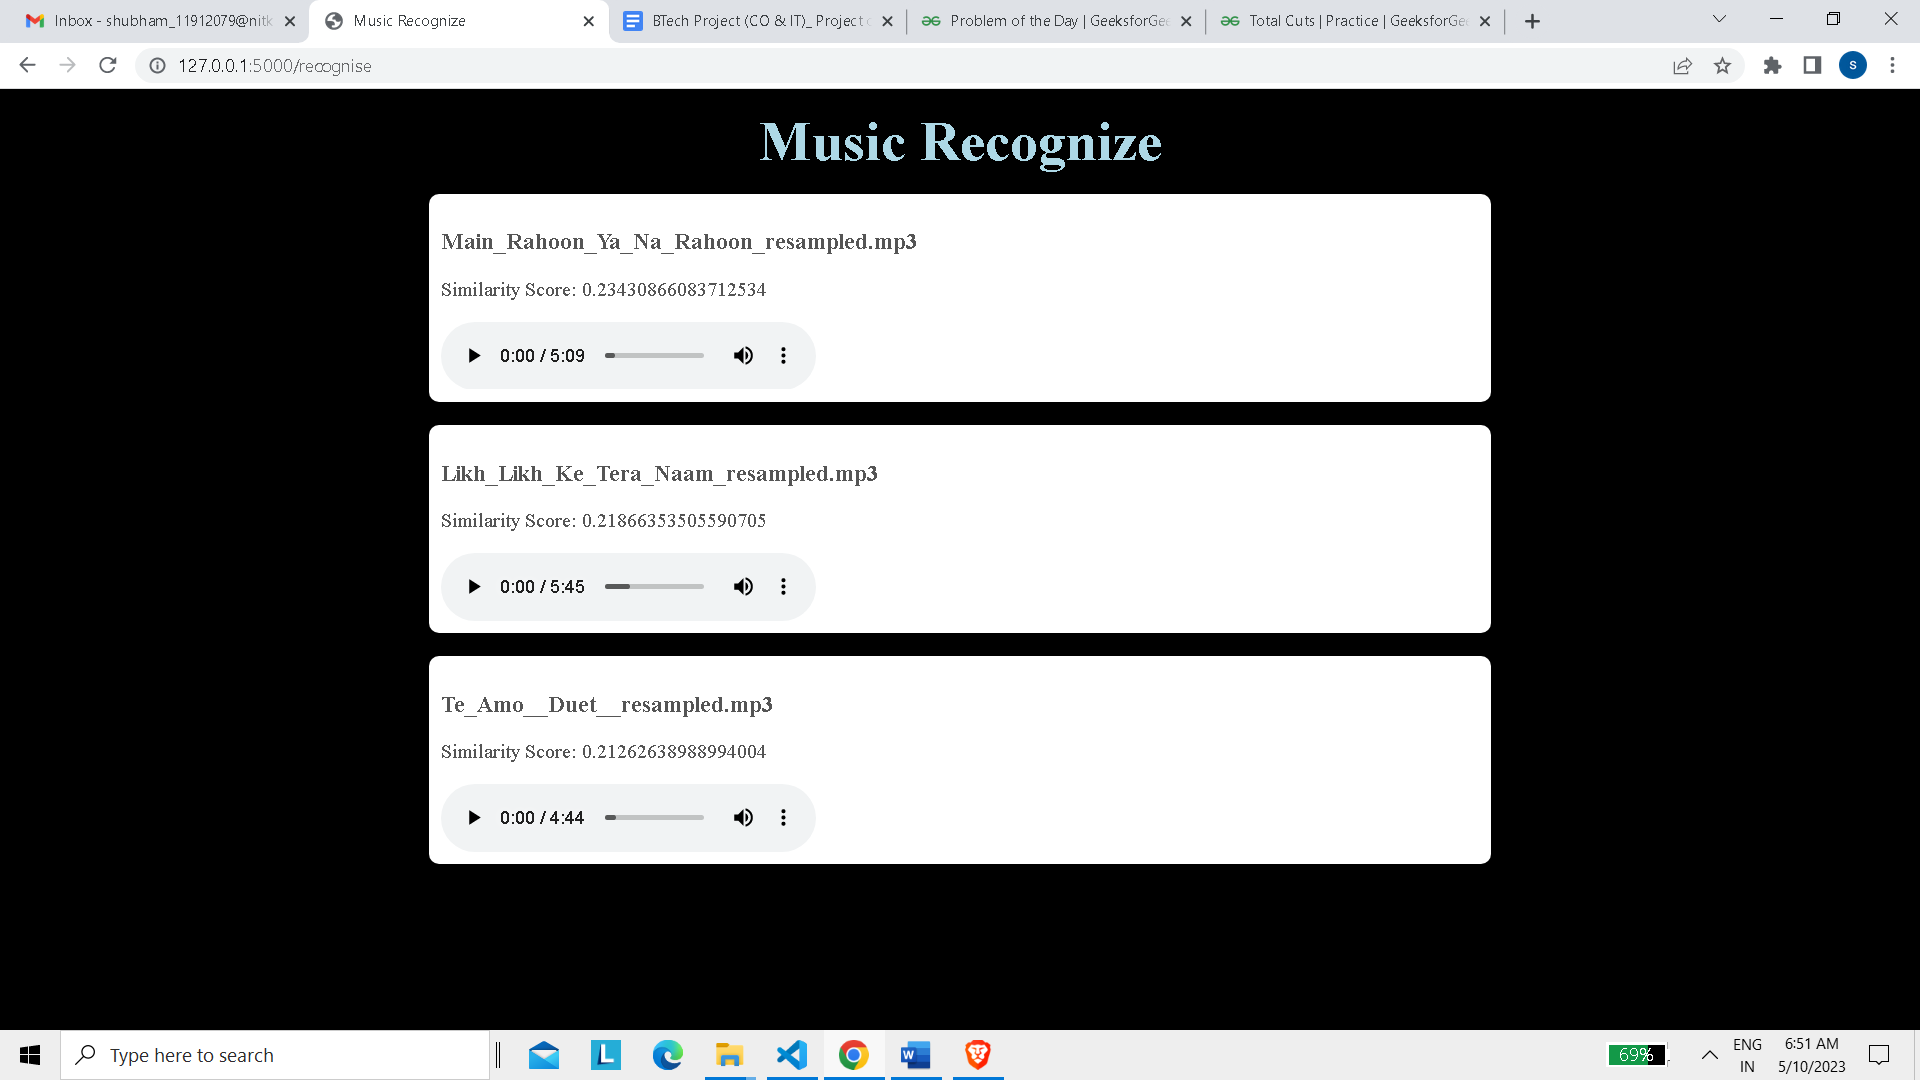 Inbox - shubham_11912079@nitk
Music Recognize
BTech Project (CO & IT)_ Project
Problem of the Day | GeeksforGe
Total Cuts | Practice | GeeksforGe
127.0.0.1:5000/recognise
S
Music Recognize
Main_Rahoon_Ya_Na_Rahoon_resampled.mp3
Similarity Score: 0.23430866083712534
0:00 / 5:09
Likh_Likh_Ke_Tera_Naam_resampled.mp3
Similarity Score: 0.21866353505590705
0:00 / 5:45
Te_Amo__Duet__resampled.mp3
Similarity Score: 0.21262638988994004
0:00 / 4:44
Type here to search
L
W
69%
ENG
IN
6:51 AM
5/10/2023